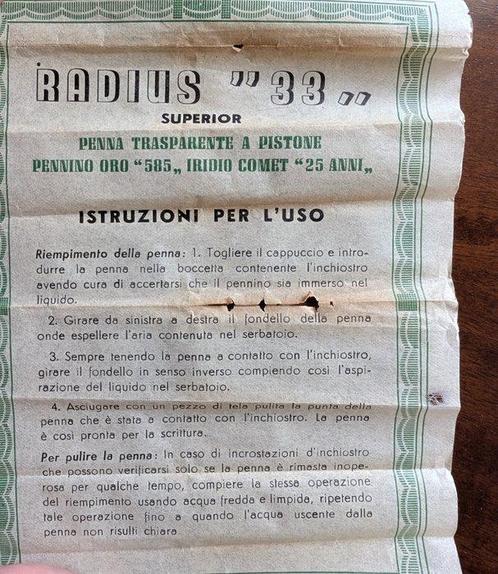 RADIUS "33„
SUPERIOR
PENNA TRASPARENTE A PISTONE
PENNINO ORO "585„ IRIDIO COMET "25 ANNI„
ISTRUZIONI PER L'USO
Riempimento della penna: 1. Togliere il cappuccio e intro-
durre la penna nella boccetta contenente l'inchiostro
avendo cura di accertarsi che il pennino sia immerso nel
liquido.
2. Girare da sinistra a destra il fondello della penna
onde espellere l'aria contenuta nel serbatoio.
3. Sempre tenendo la penna a contatto con l'inchiostro,
girare il fondello in senso inverso compiendo così l'aspi-
razione del liquido nel serbatoio.
4. Asciugare con un pezzo di tela pulita la punta della
penna che è stata a contatto con l'inchiostro. La penna
è così pronta per la scrittura.
Per pulire la penna: In caso di incrostazioni d'inchiostro
che possono verificarsi solo se la penna è rimasta inope-
rosa per qualche tempo, compiere la stessa operazione
del riempimento usando acqua fredda e limpida, ripetendo
tale operazione fino a quando l'acqua uscente dalla
penna non risulti chiara.